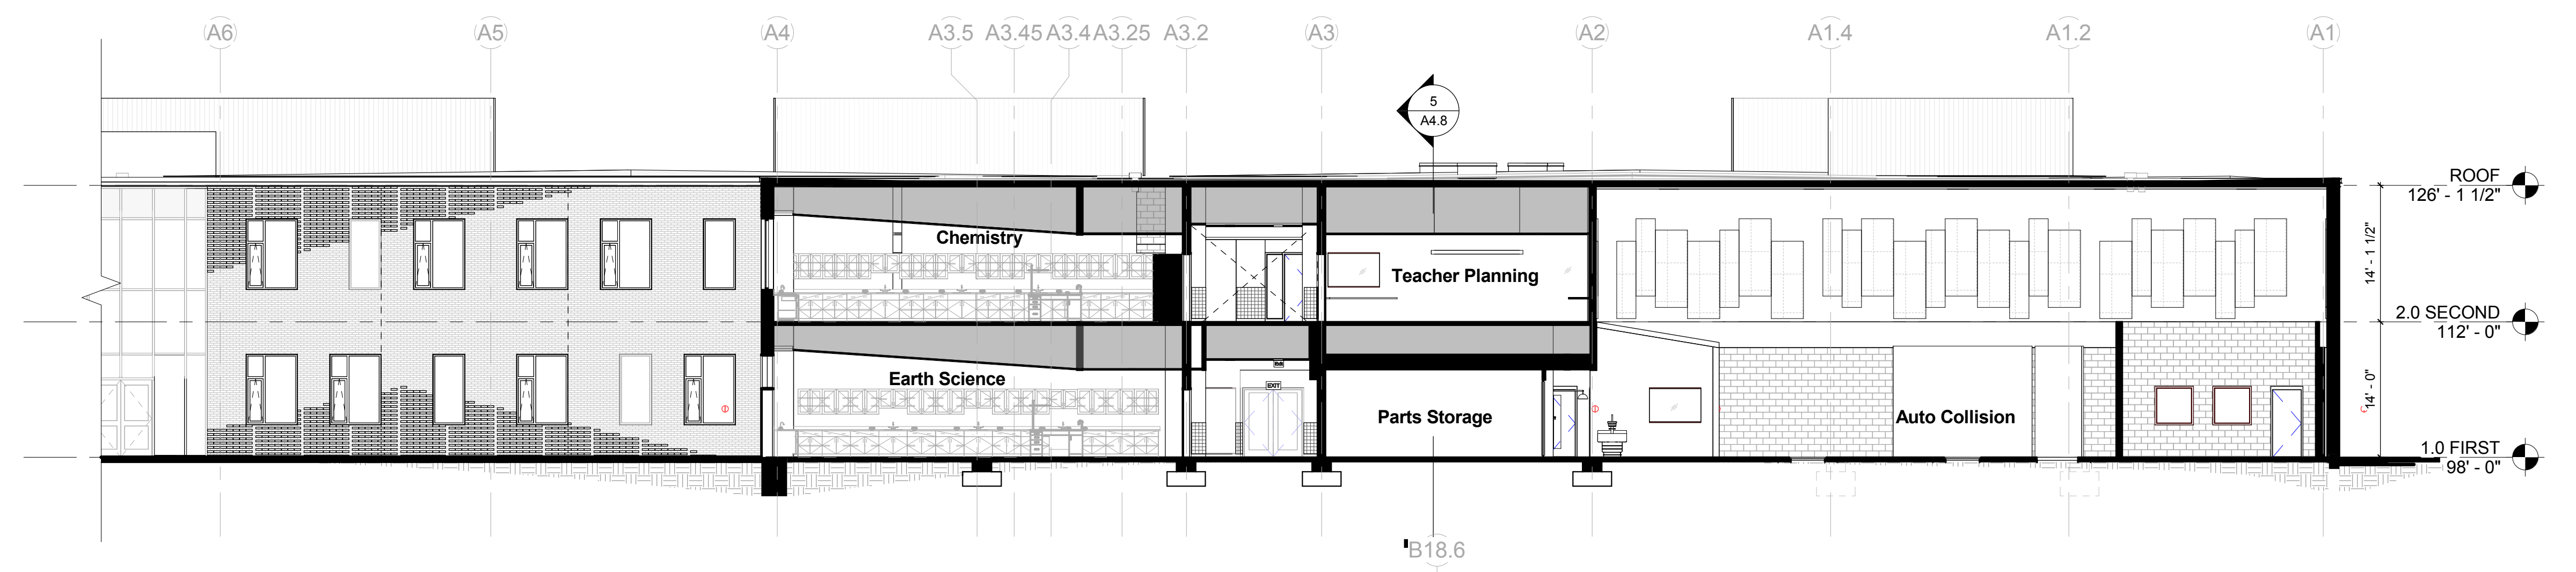 A6 A5 A4 A3.5 A3.45 A3.4 A3.25 A3.2 A3 A2 A1.4 A1.2 A1
5
A4.8
ROOF
126' - 1 1/2"
14' - 1 1/2"
Chemistry
Teacher Planning
2.0 SECOND
112' - 0"
Exit
EXIT
Earth Science
Parts Storage
Auto Collision
14' - 0"
1.0 FIRST
98' - 0"
B18.6